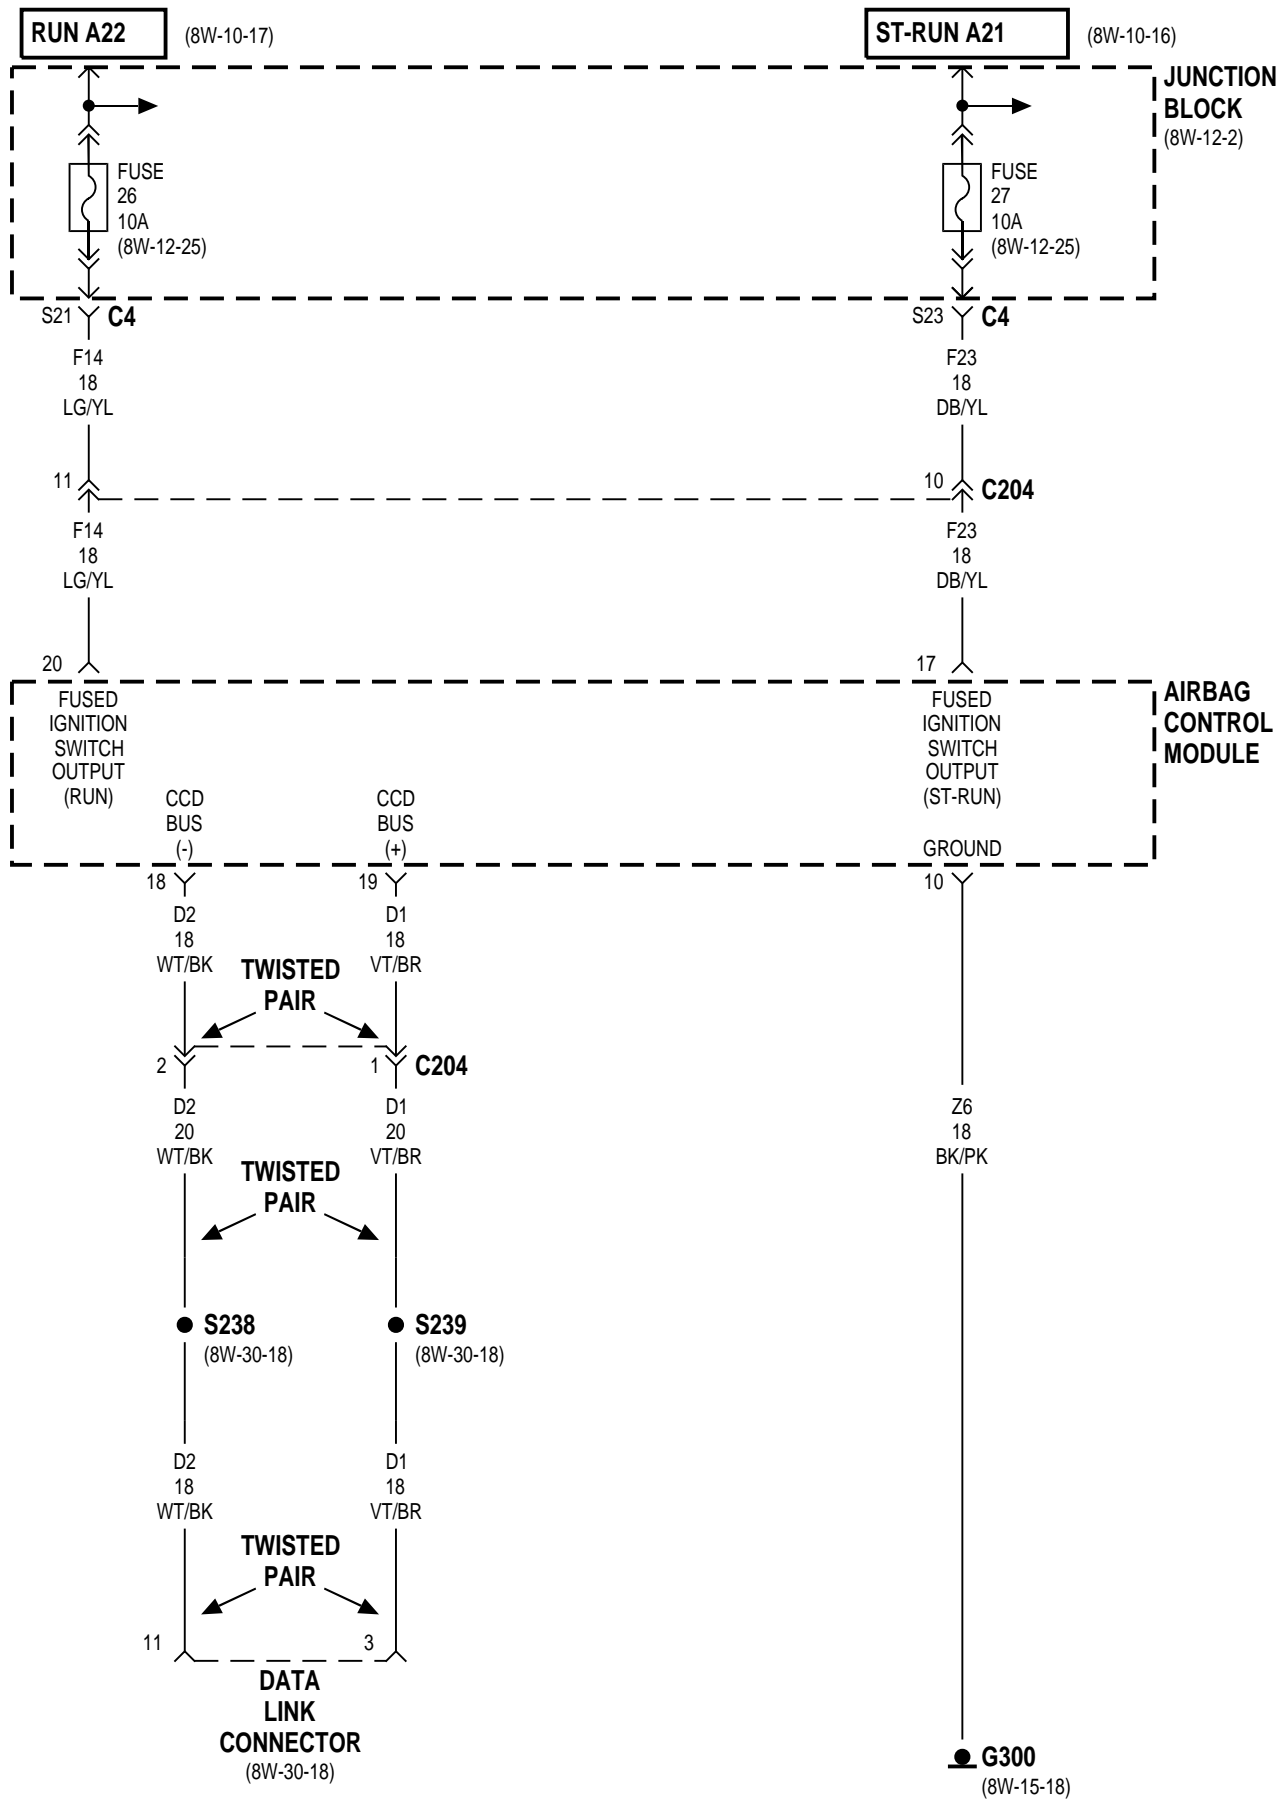 RUN A22
(8W-10-17)
ST-RUN A21
(8W-10-16)
JUNCTION
BLOCK
(8W-12-2)
FUSE
26
10A
(8W-12-25)
FUSE
27
10A
(8W-12-25)
S21
C4
S23
C4
F14
18
LG/YL
F23
18
DB/YL
11
10
C204
F14
18
LG/YL
F23
18
DB/YL
20
17
AIRBAG
CONTROL
MODULE
FUSED
IGNITION
SWITCH
OUTPUT
(RUN)
FUSED
IGNITION
SWITCH
OUTPUT
(ST-RUN)
CCD
BUS
(-)
CCD
BUS
(+)
GROUND
18
19
10
D2
18
WT/BK
D1
18
VT/BR
TWISTED
PAIR
2
1
C204
D2
20
WT/BK
D1
20
VT/BR
Z6
18
BK/PK
TWISTED
PAIR
S238
(8W-30-18)
S239
(8W-30-18)
D2
18
WT/BK
D1
18
VT/BR
TWISTED
PAIR
11
3
DATA
LINK
CONNECTOR
(8W-30-18)
G300
(8W-15-18)